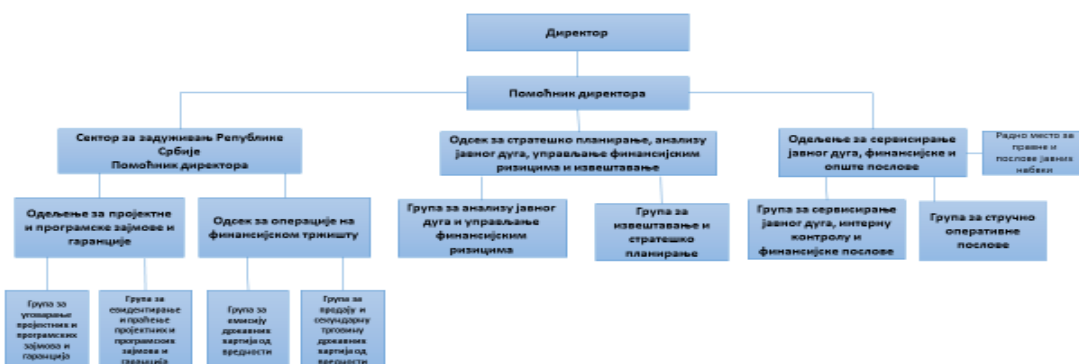 Директор
Помоћник директора
Сектор за задуживањ Републике
Србије
Помоћник директора
Одсек за стратешко планирање, анализу
јавног дуга, управљање финансијским
ризицима и извештавање
Одељење за сервисирање
јавног дуга, финансијске и
опште послове
Радно место за
правне и
послове јавних
набвки
Одељење за пројектне
и програмске зајмове и
гаранције
Одсек за операције на
финансијском тржишту
Група за анализу јавног
дуга и управљање
финансијским
ризицима
Група за
извештавање и
стратешко
планирање
Група за сервисирање
јавног дуга, интерну
контролу и
финансијске послове
Група за стручно
оперативне
послове
Група за
уговарање
пројектних и
програмских
зајмова и
гаранција
Група за
евидентирање
и праћење
пројектних и
програмских
зајмова и
гаранција
Група за
емисију
државних
хартија од
вредности
Група за
продају и
секундарну
трговину
државних
хартија од
вредности